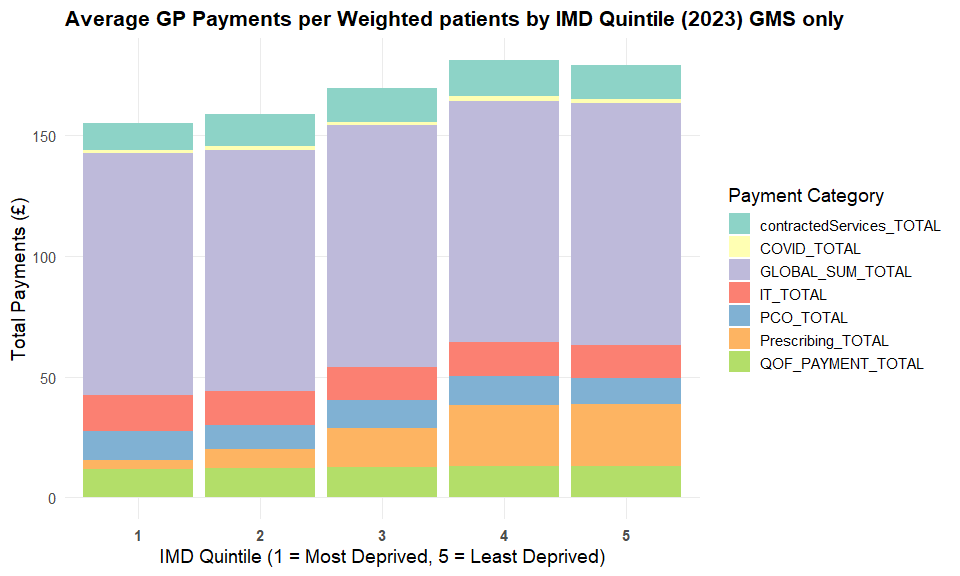 Average GP Payments per Weighted patients by IMD Quintile (2023) GMS only
Total Payments (£)
150
100
50
0
1 2 3 4 5
IMD Quintile (1 = Most Deprived, 5 = Least Deprived)
Payment Category
contractedServices_TOTAL
COVID_TOTAL
GLOBAL_SUM_TOTAL
IT_TOTAL
PCO_TOTAL
Prescribing_TOTAL
QOF_PAYMENT_TOTAL